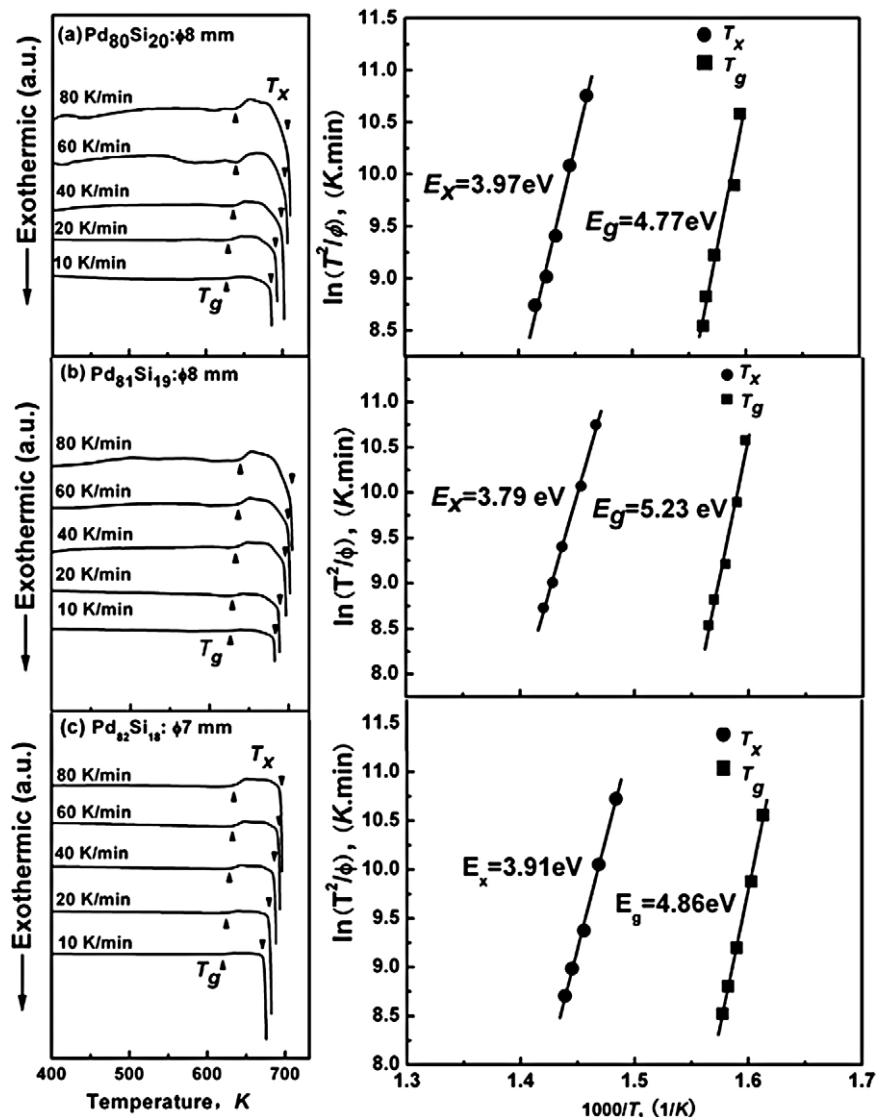 (a) Pd80Si20:ϕ8 mm
Tx
80 K/min
60 K/min
40 K/min
20 K/min
10 K/min
Tg
Exothermic (a.u.)
11.5
11.0
10.5
10.0
9.5
9.0
8.5
ln(T²/ϕ), (K.min)
Tx
Tg
Ex=3.97eV
Eg=4.77eV
(b) Pd81Si19:ϕ8 mm
80 K/min
60 K/min
40 K/min
20 K/min
10 K/min
Tg
Exothermic (a.u.)
11.0
10.5
10.0
9.5
9.0
8.5
8.0
ln(T²/ϕ), (K.min)
Tx
Tg
Ex=3.79 eV
Eg=5.23 eV
(c) Pd82Si18: ϕ7 mm
Tx
80 K/min
60 K/min
40 K/min
20 K/min
10 K/min
Tg
Exothermic (a.u.)
400 500 600 700
Temperature, K
11.5
11.0
10.5
10.0
9.5
9.0
8.5
8.0
ln(T²/ϕ), (K.min)
Tx
Tg
Ex=3.91eV
Eg=4.86eV
1.3 1.4 1.5 1.6 1.7
1000/T, (1/K)